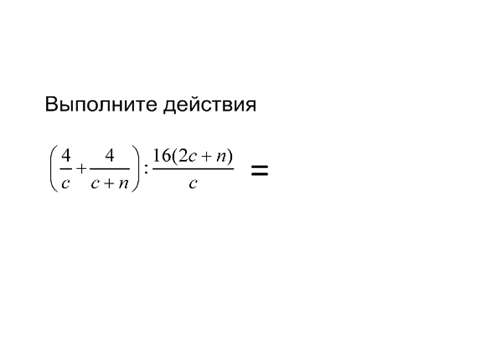 Выполните действия
(4/c + 4/(c + n)) : 16(2c + n)/c =